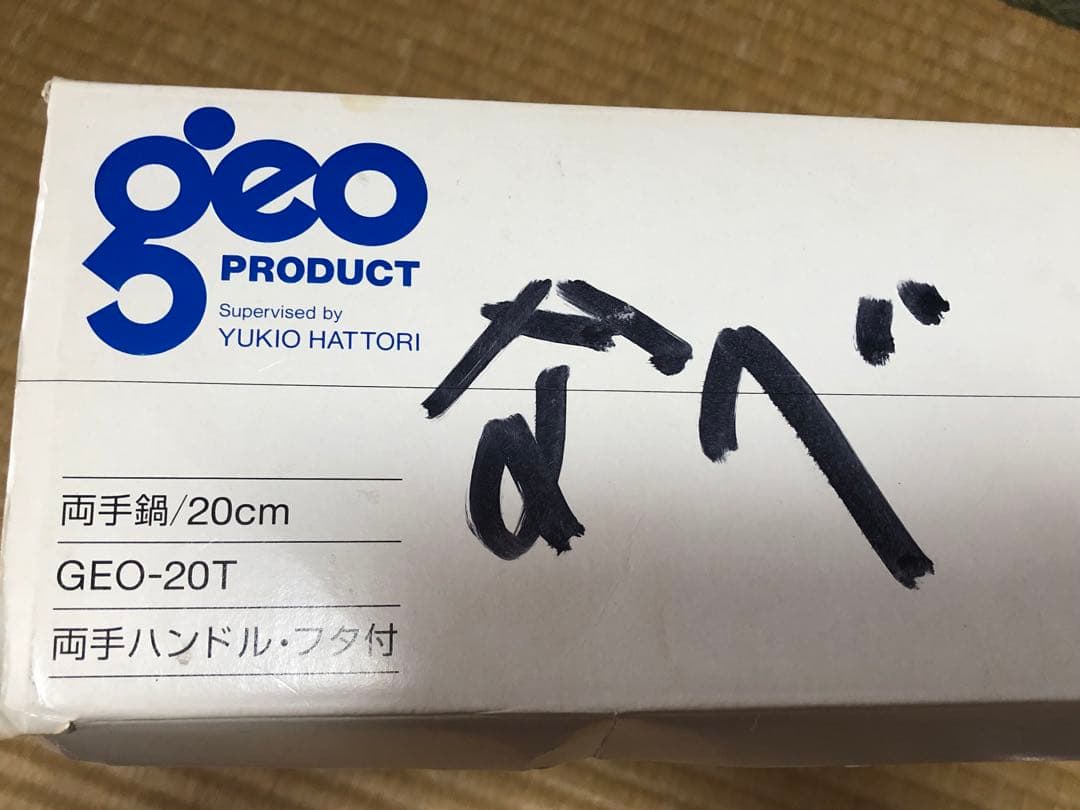 geo
PRODUCT
Supervised by
YUKIO HATTORI
なべ
両手鍋/20cm
GEO-20T
両手ハンドル・フタ付